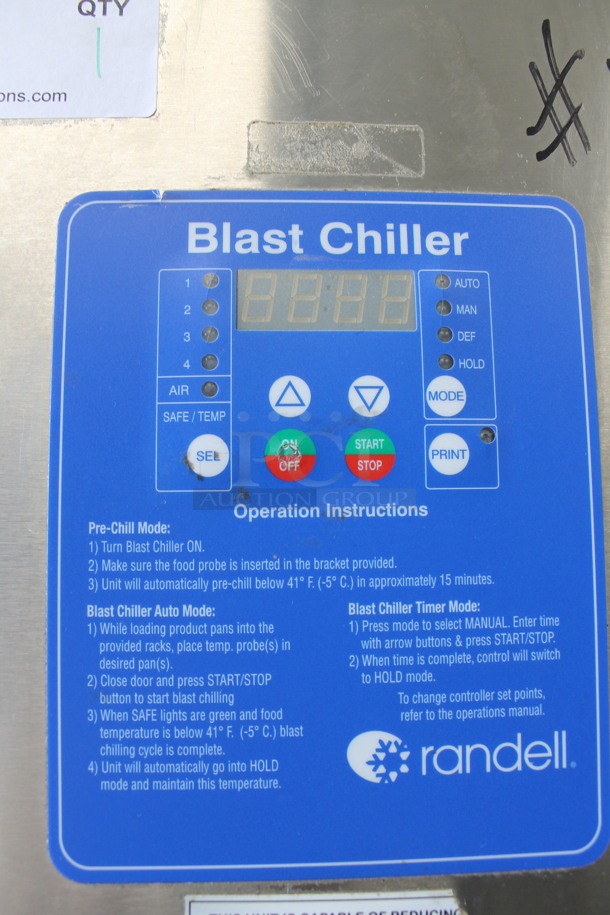 QTY
1
ons.com
#
Blast Chiller
1
2
3
4
AIR
SAFE / TEMP
SEL
AUTO
MAN
DEF
HOLD
MODE
ON
OFF
START
STOP
PRINT
PCI
AUCTION GROUP
Operation Instructions
Pre-Chill Mode:
1) Turn Blast Chiller ON.
2) Make sure the food probe is inserted in the bracket provided.
3) Unit will automatically pre-chill below 41° F. (-5° C.) in approximately 15 minutes.
Blast Chiller Auto Mode:
1) While loading product pans into the
provided racks, place temp. probe(s) in
desired pan(s).
2) Close door and press START/STOP
button to start blast chilling
3) When SAFE lights are green and food
temperature is below 41° F. (-5° C.) blast
chilling cycle is complete.
4) Unit will automatically go into HOLD
mode and maintain this temperature.
Blast Chiller Timer Mode:
1) Press mode to select MANUAL. Enter time
with arrow buttons & press START/STOP.
2) When time is complete, control will switch
to HOLD mode.
To change controller set points,
refer to the operations manual.
randell®
THIS UNIT IS CAPABLE OF REDUCING